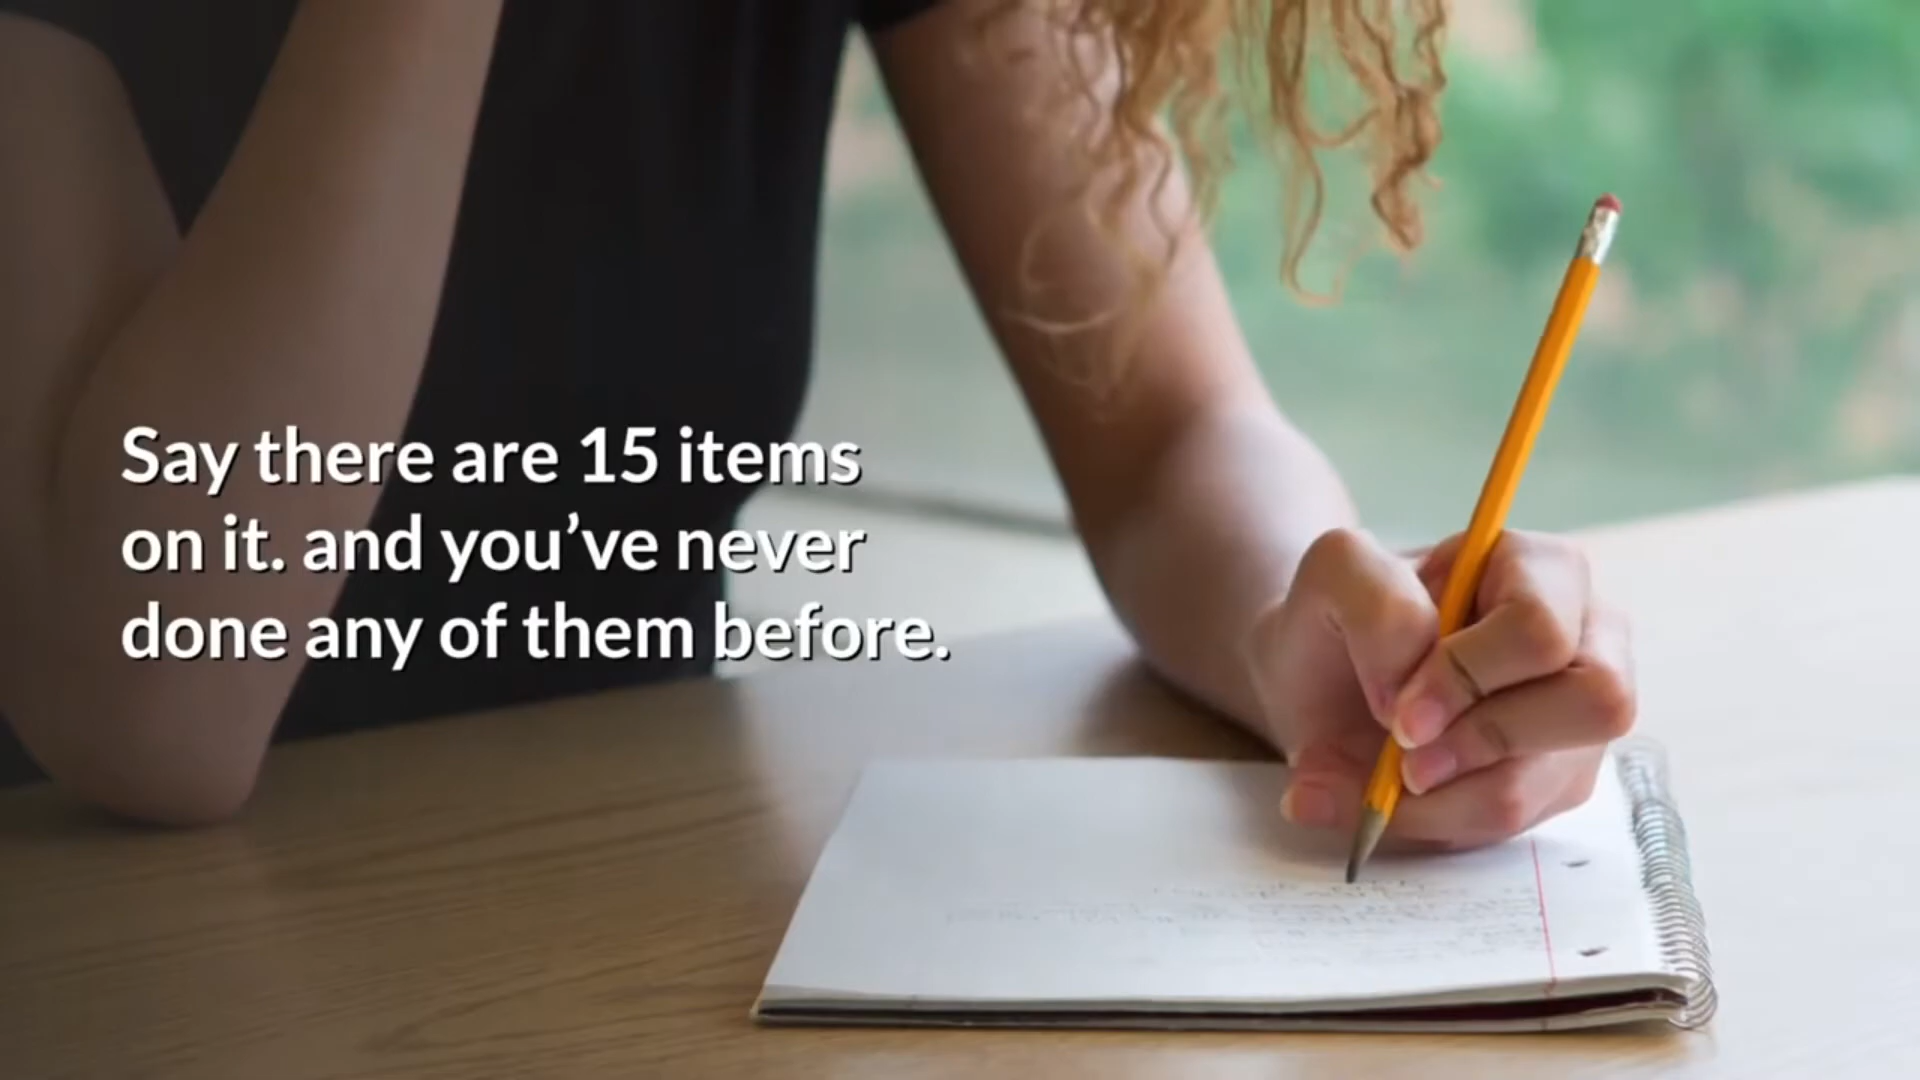 Say there are 15 items
on it. and you’ve never
done any of them before.